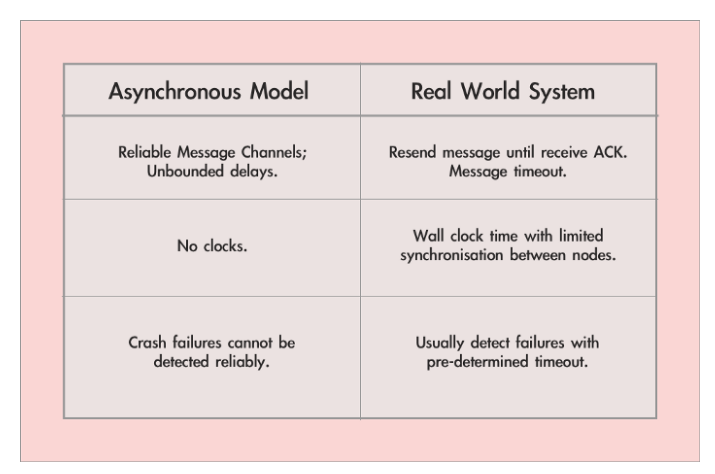 Asynchronous Model
Real World System
Reliable Message Channels;
Unbounded delays.
Resend message until receive ACK.
Message timeout.
No clocks.
Wall clock time with limited
synchronisation between nodes.
Crash failures cannot be
detected reliably.
Usually detect failures with
pre-determined timeout.